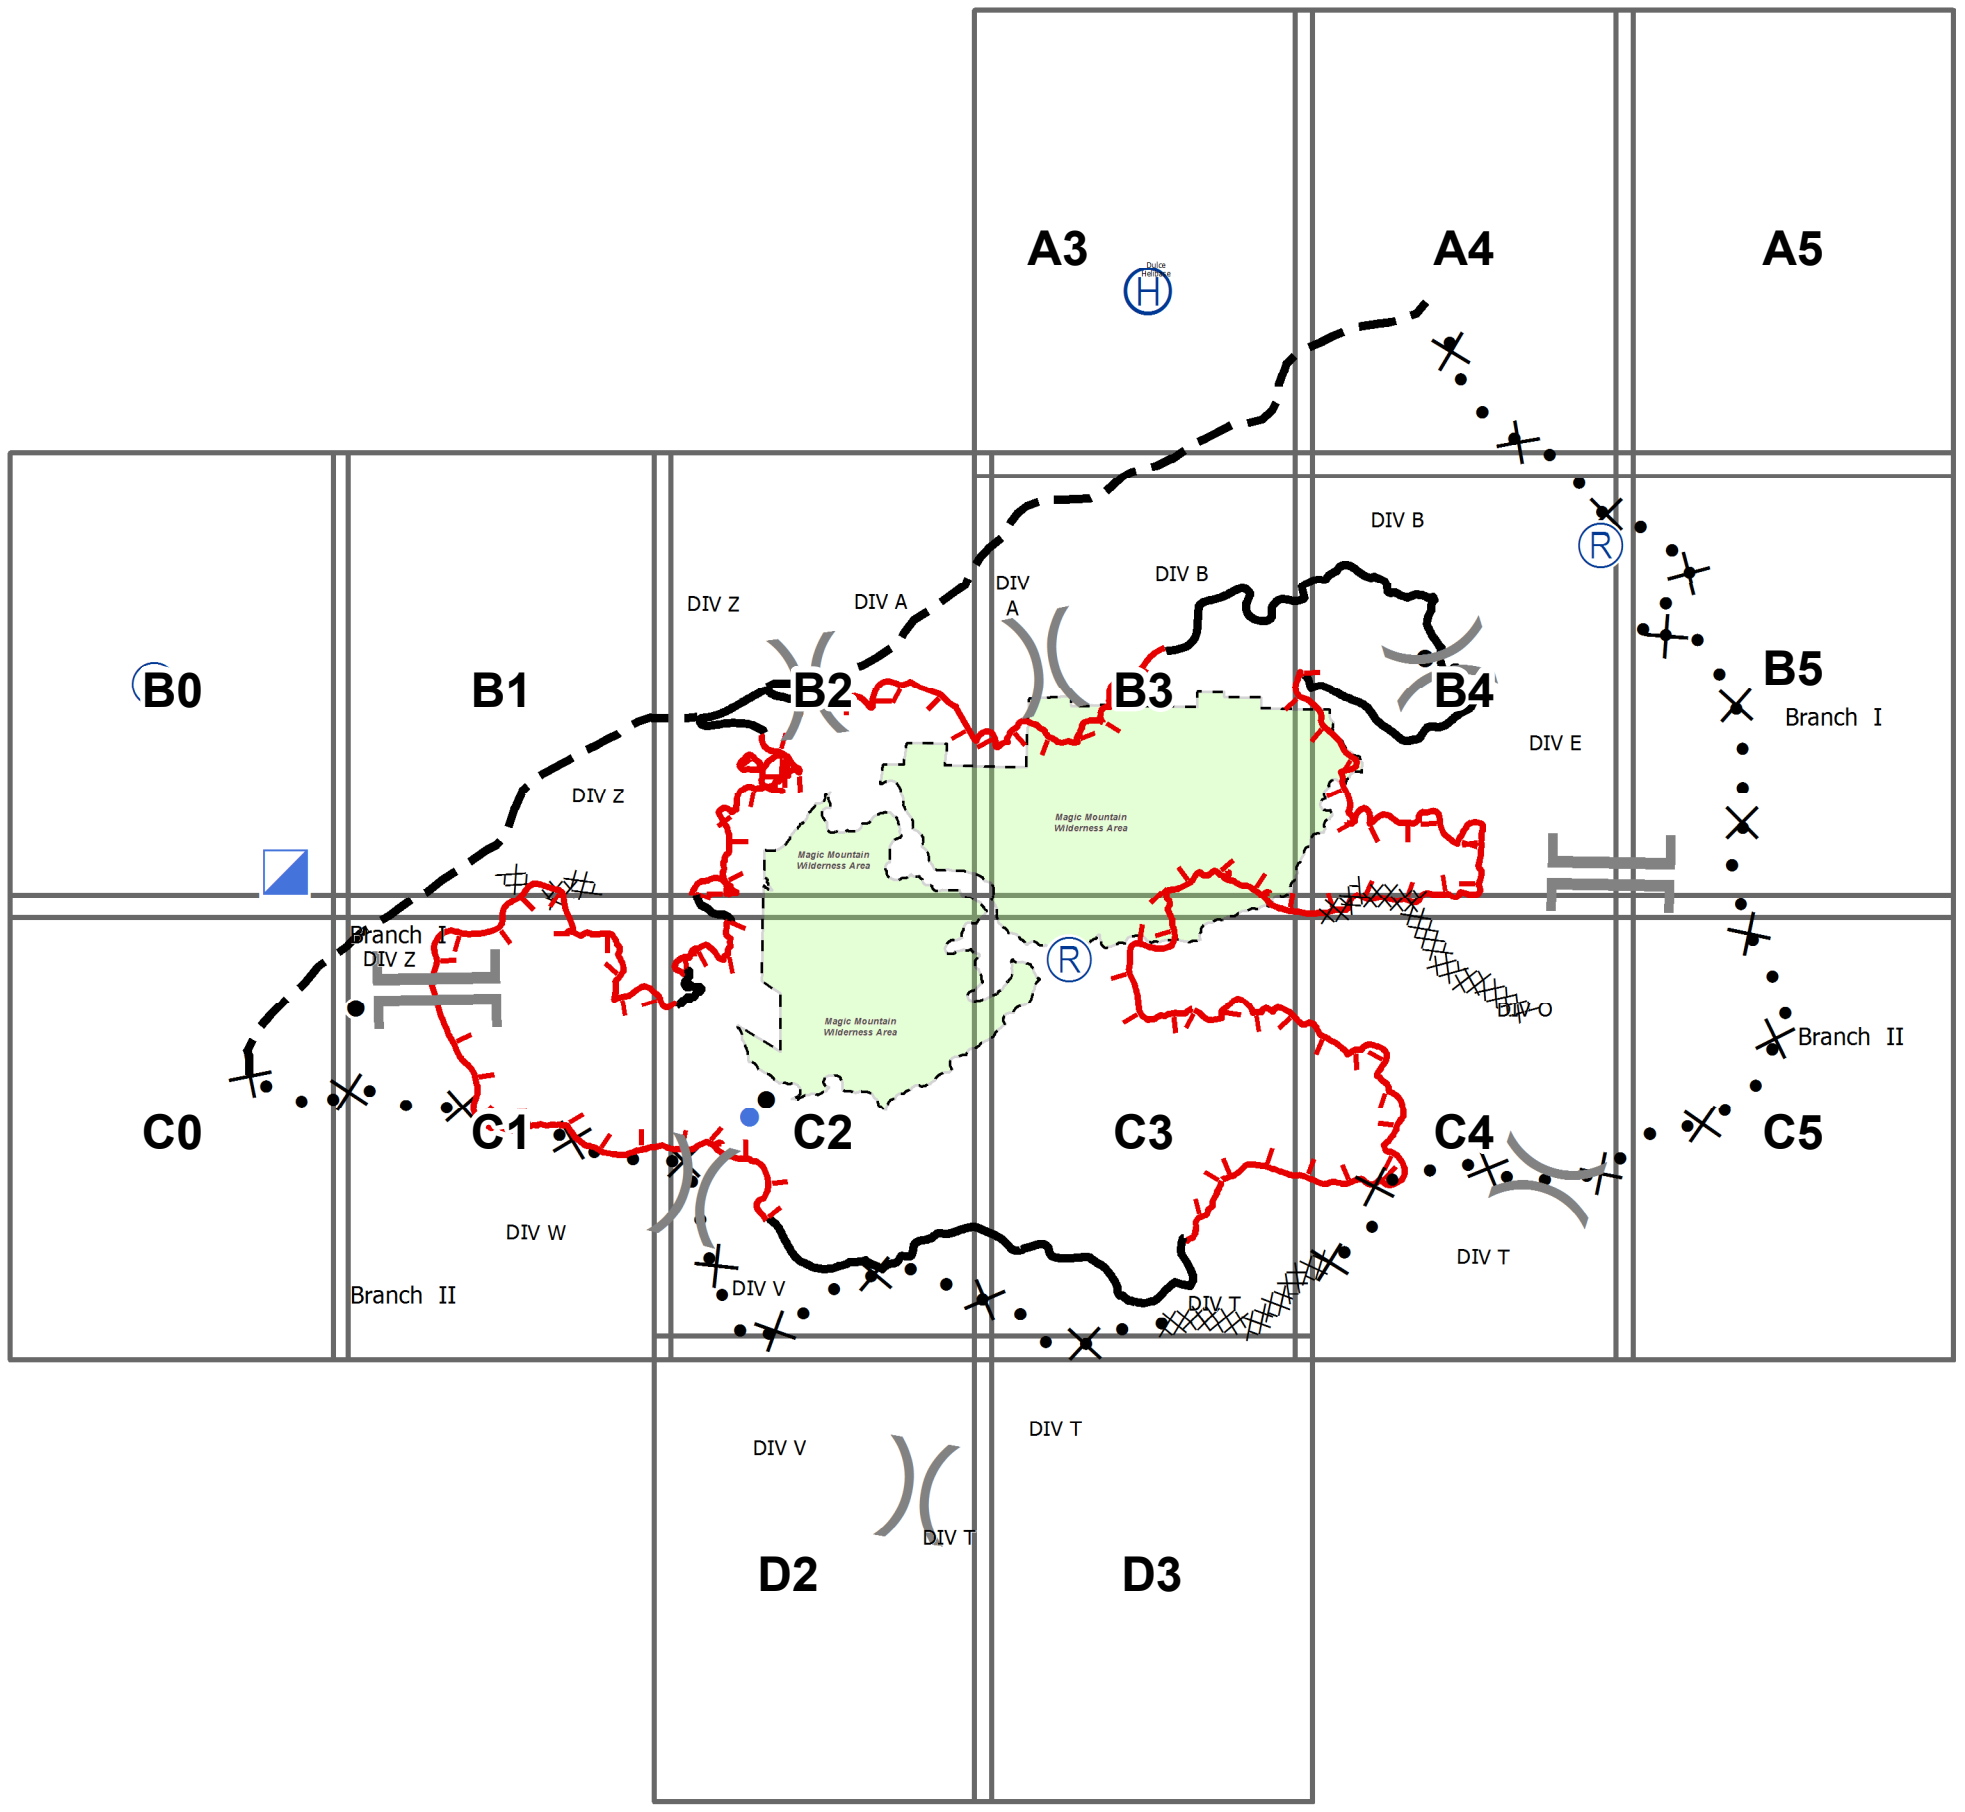 A3
A4
A5
Dulce
Helibase
H
DIV B
R
DIV B
DIV
A
DIV Z
DIV A
B0
B1
B2
B3
B4
B5
Branch I
DIV E
DIV Z
Magic Mountain
Wilderness Area
Magic Mountain
Wilderness Area
Branch I
DIV Z
R
DIV O
Magic Mountain
Wilderness Area
Branch II
C0
C1
C2
C3
C4
C5
DIV W
DIV T
Branch II
DIV V
DIV T
DIV T
DIV V
DIV T
D2
D3